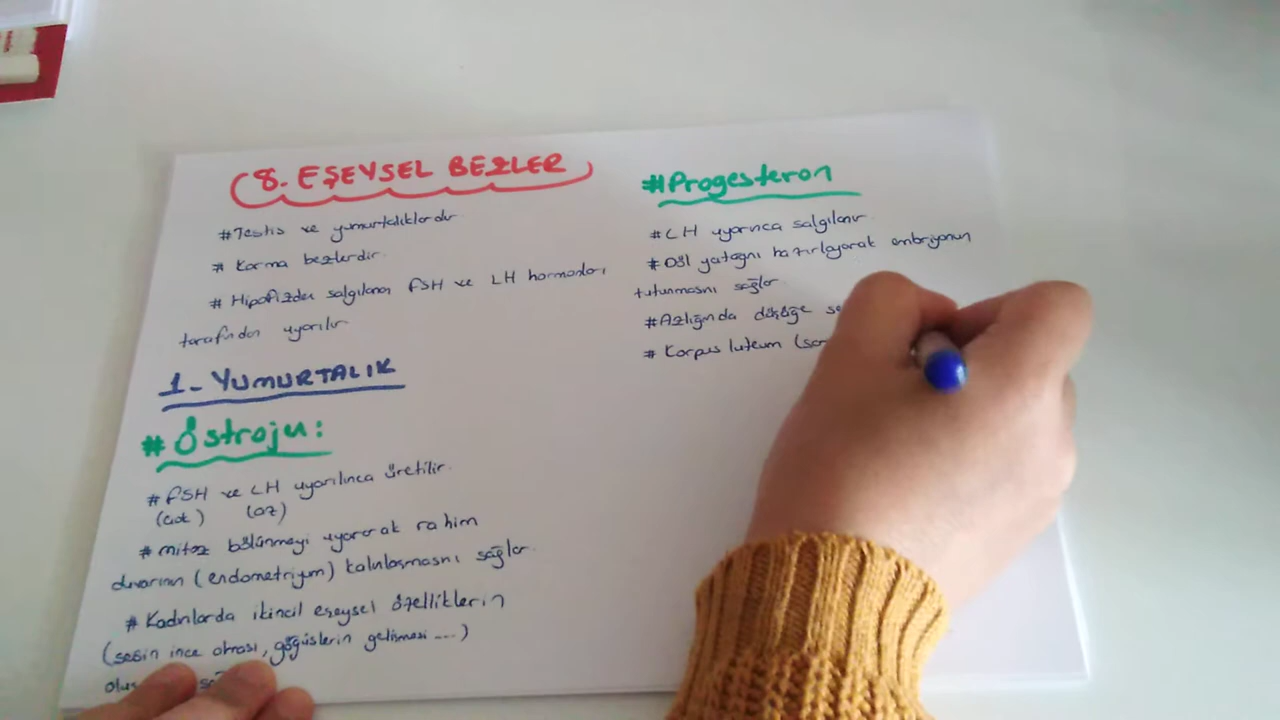 8. EŞEYSEL BEZLER
#Testis ve yumurtalıklardır
# Karma bezlerdir.
# Hipofizden salgılanan FSH ve LH hormonları
tarafından uyarılır
1- YUMURTALIK
# Östrojen:
# FSH ve LH uyarılınca üretilir.
(çok) (az)
# mitoz bölünmeyi uyararak rahim
duvarının (endometriyum) kalınlaşmasını sağlar.
# Kadınlarda ikincil eşeysel özelliklerin
(sesin ince olması, göğüslerin gelişmesi ---)
#Progesteron
#LH uyarınca salgılanır.
#Döl yatağını hazırlayarak embriyonun
tutunmasını sağlar
#Azlığında düşüğe
# Korpus luteum